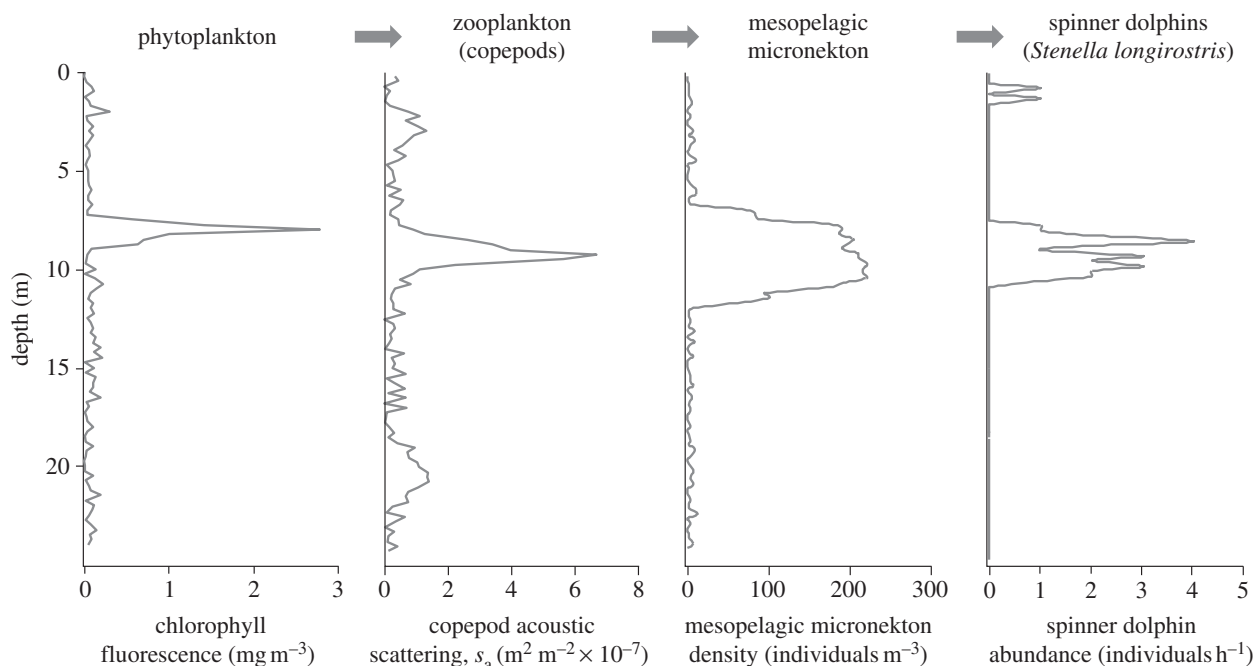 phytoplankton
zooplankton
(copepods)
mesopelagic
micronekton
spinner dolphins
(Stenella longirostris)
depth (m)
0
5
10
15
20
0 1 2 3
chlorophyll
fluorescence (mg m⁻³)
0 2 4 6 8
copepod acoustic
scattering, sₐ (m² m⁻² × 10⁻⁷)
0 100 200 300
mesopelagic micronekton
density (individuals m⁻³)
0 1 2 3 4 5
spinner dolphin
abundance (individuals h⁻¹)